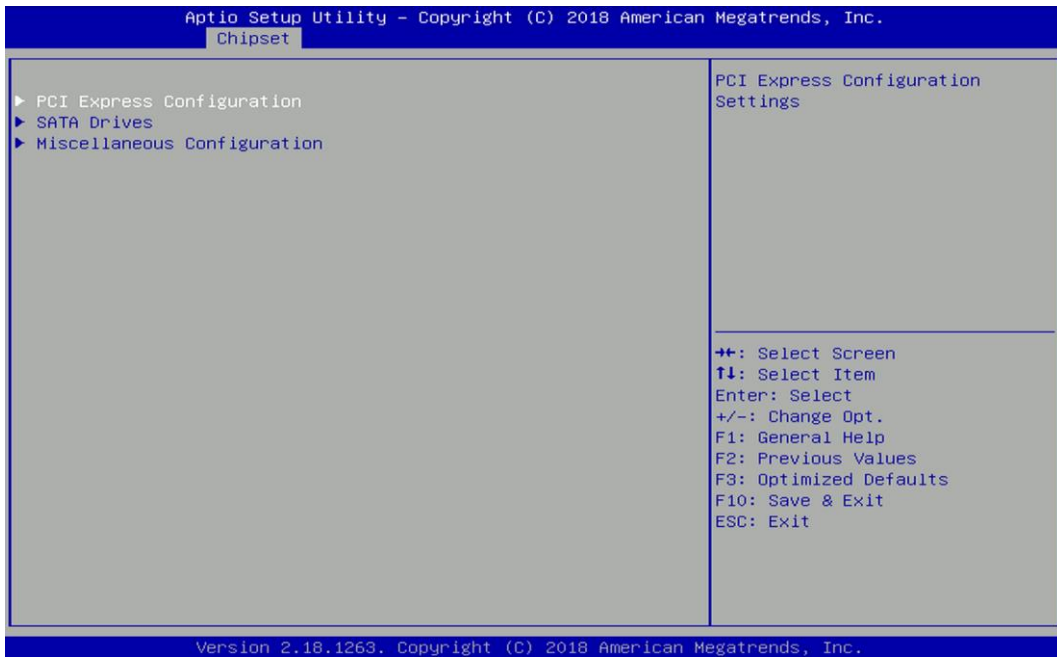 Aptio Setup Utility – Copyright (C) 2018 American Megatrends, Inc.
Chipset
▶ PCI Express Configuration
▶ SATA Drives
▶ Miscellaneous Configuration
PCI Express Configuration
Settings
→←: Select Screen
↑↓: Select Item
Enter: Select
+/-: Change Opt.
F1: General Help
F2: Previous Values
F3: Optimized Defaults
F10: Save & Exit
ESC: Exit
Version 2.18.1263. Copyright (C) 2018 American Megatrends, Inc.